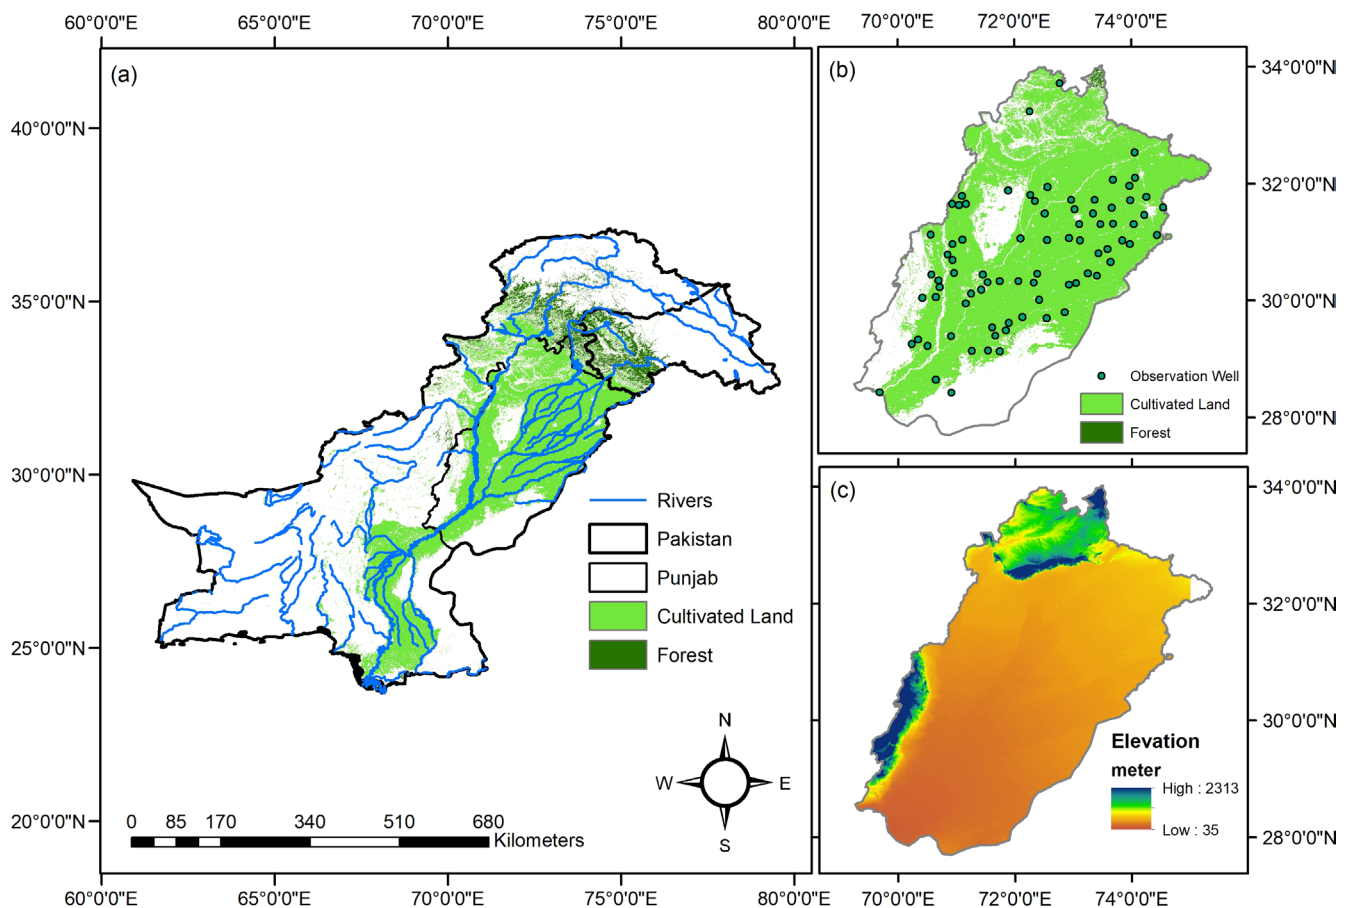 60°0'0"E 65°0'0"E 70°0'0"E 75°0'0"E 80°0'0"E
(a)
40°0'0"N
35°0'0"N
30°0'0"N
25°0'0"N
20°0'0"N
Rivers
Pakistan
Punjab
Cultivated Land
Forest
N
W E
S
0 85 170 340 510 680
Kilometers
60°0'0"E 65°0'0"E 70°0'0"E 75°0'0"E 80°0'0"E
70°0'0"E 72°0'0"E 74°0'0"E
(b)
34°0'0"N
32°0'0"N
30°0'0"N
28°0'0"N
Observation Well
Cultivated Land
Forest
(c)
34°0'0"N
32°0'0"N
30°0'0"N
28°0'0"N
Elevation
meter
High : 2313
Low : 35
70°0'0"E 72°0'0"E 74°0'0"E